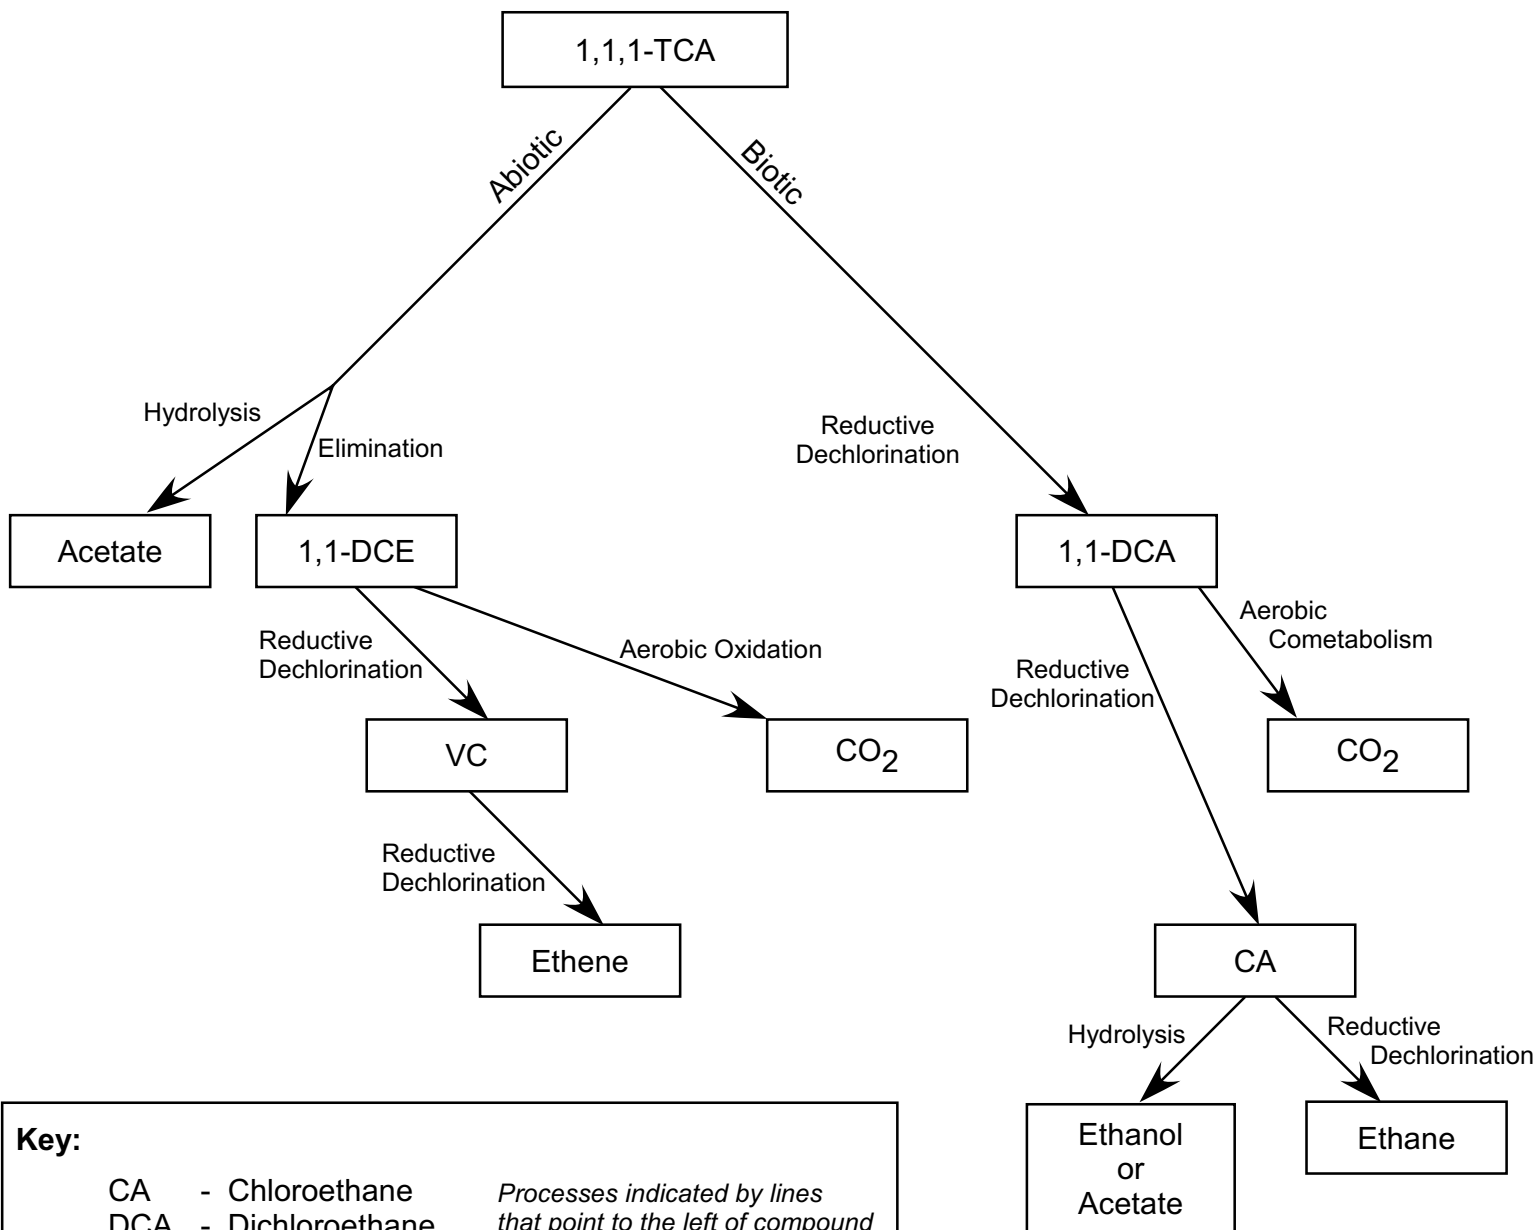 1,1,1-TCA
Abiotic
Biotic
Hydrolysis
Elimination
Reductive
Dechlorination
Acetate
1,1-DCE
1,1-DCA
Reductive
Dechlorination
Aerobic Oxidation
Reductive
Dechlorination
Aerobic
Cometabolism
VC
CO2
CO2
Reductive
Dechlorination
Ethene
CA
Hydrolysis
Reductive
Dechlorination
Ethanol
or
Acetate
Ethane
Key:
CA - Chloroethane
DCA - Dichloroethane
Processes indicated by lines
that point to the left of compound